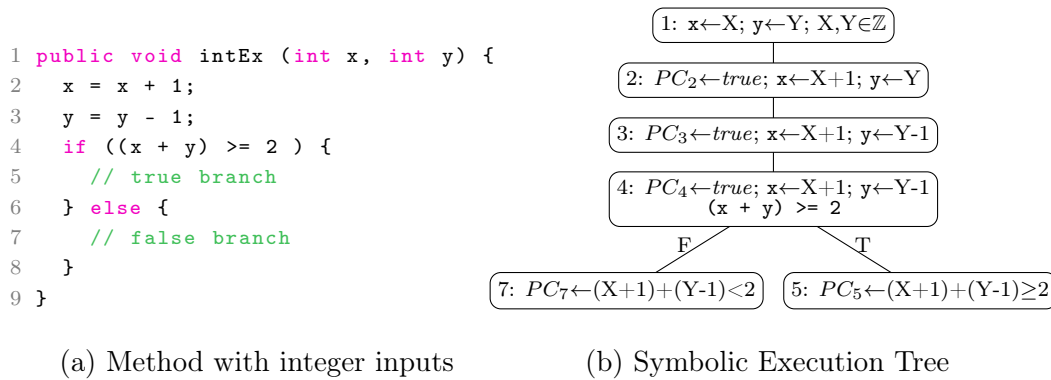 1 public void intEx (int x, int y) {
2 x = x + 1;
3 y = y - 1;
4 if ((x + y) >= 2 ) {
5 // true branch
6 } else {
7 // false branch
8 }
9 }
(a) Method with integer inputs
1: x←X; y←Y; X,Y∈ℤ
2: PC₂←true; x←X+1; y←Y
3: PC₃←true; x←X+1; y←Y-1
4: PC₄←true; x←X+1; y←Y-1
(x + y) >= 2
F
T
7: PC₇←(X+1)+(Y-1)<2
5: PC₅←(X+1)+(Y-1)≥2
(b) Symbolic Execution Tree